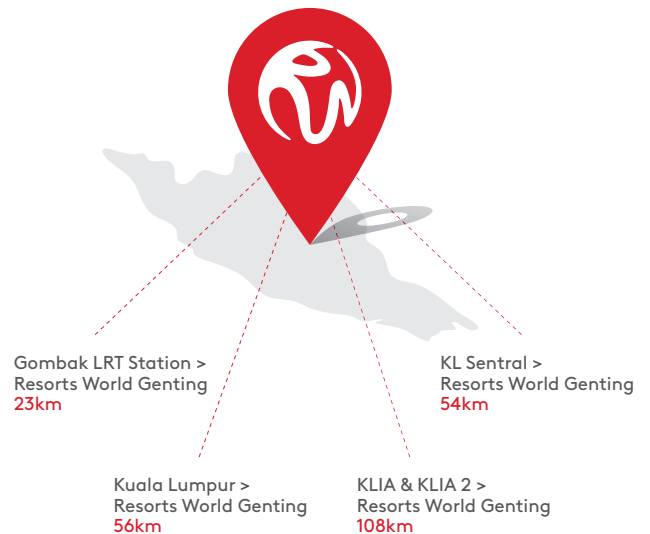 Gombak LRT Station >
Resorts World Genting
23km
KL Sentral >
Resorts World Genting
54km
Kuala Lumpur >
Resorts World Genting
56km
KLIA & KLIA 2 >
Resorts World Genting
108km